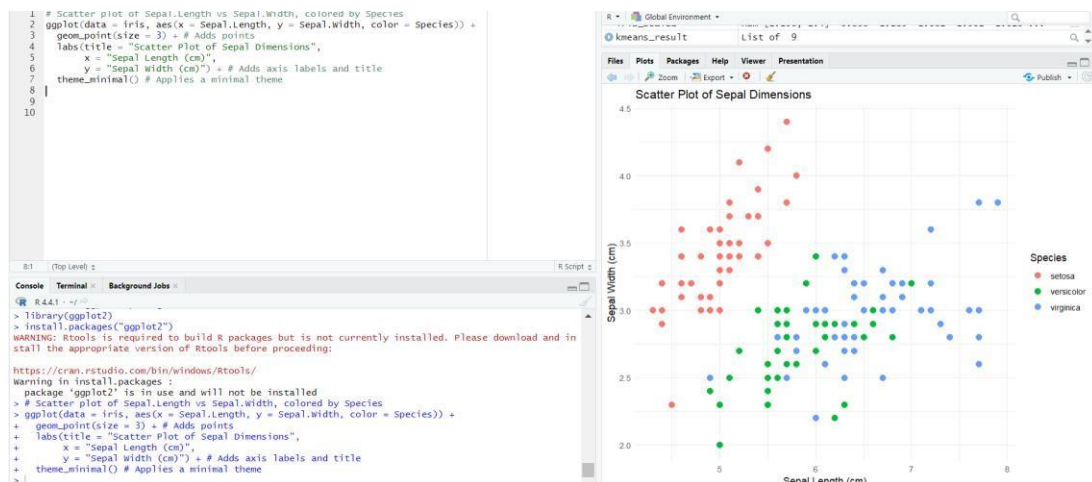 1 # Scatter plot of Sepal.Length vs Sepal.Width, colored by Species
2 ggplot(data = iris, aes(x = Sepal.Length, y = Sepal.Width, color = Species)) +
3 geom_point(size = 3) + # Adds points
4 labs(title = "Scatter Plot of Sepal Dimensions",
5 x = "Sepal Length (cm)",
6 y = "Sepal Width (cm)") + # Adds axis labels and title
7 theme_minimal() # Applies a minimal theme
8
9
10
8:1 (Top Level) R Script
Console Terminal Background Jobs
R 4.4.1 · ~/
> library(ggplot2)
> install.packages("ggplot2")
WARNING: Rtools is required to build R packages but is not currently installed. Please download and in
stall the appropriate version of Rtools before proceeding:
https://cran.rstudio.com/bin/windows/Rtools/
Warning in install.packages :
package ‘ggplot2’ is in use and will not be installed
> # Scatter plot of Sepal.Length vs Sepal.Width, colored by Species
> ggplot(data = iris, aes(x = Sepal.Length, y = Sepal.Width, color = Species)) +
+ geom_point(size = 3) + # Adds points
+ labs(title = "Scatter Plot of Sepal Dimensions",
+ x = "Sepal Length (cm)",
+ y = "Sepal Width (cm)") + # Adds axis labels and title
+ theme_minimal() # Applies a minimal theme
>
R Global Environment
kmeans_result List of 9
Files Plots Packages Help Viewer Presentation
Zoom Export Publish
Scatter Plot of Sepal Dimensions
4.5
4.0
3.5
3.0
2.5
2.0
Sepal Width (cm)
5 6 7 8
Sepal Length (cm)
Species
setosa
versicolor
virginica